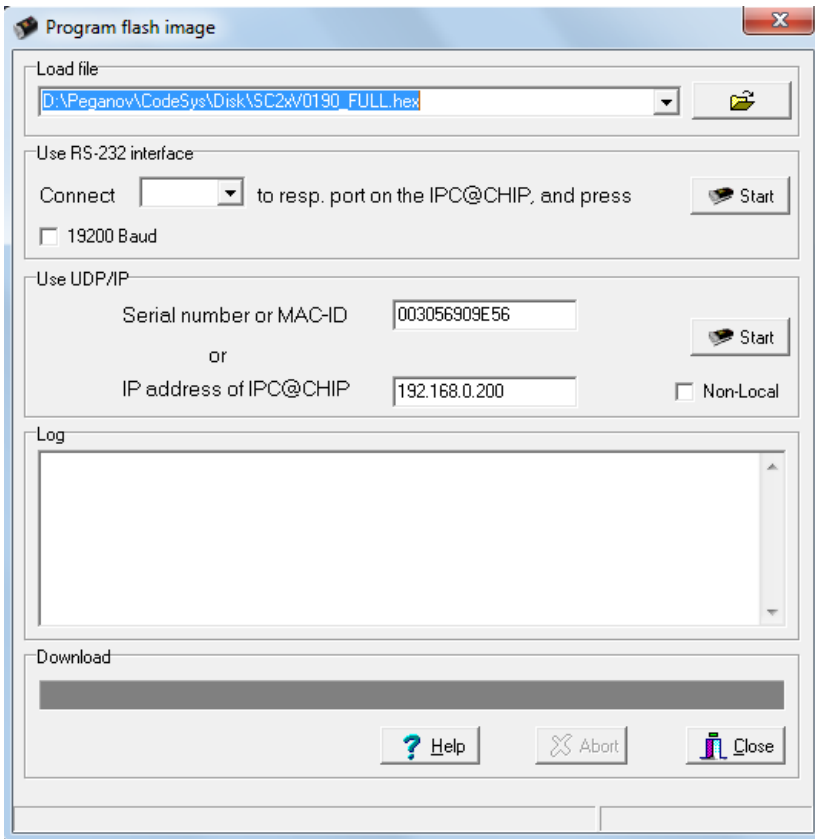 Program flash image
Load file
D:\Peganov\CodeSys\Disk\SC2xV0190_FULL.hex
Use RS-232 interface
Connect to resp. port on the IPC@CHIP, and press Start
19200 Baud
Use UDP/IP
Serial number or MAC-ID 003056909E56
Start
or
IP address of IPC@CHIP 192.168.0.200 Non-Local
Log
Download
Help Abort Close